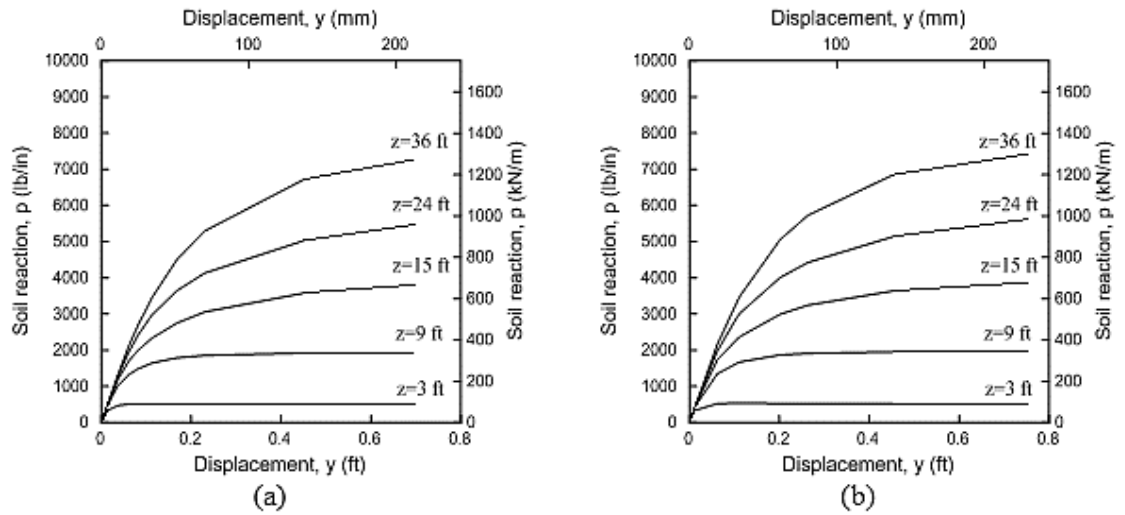 Displacement, y (mm)
0 100 200
10000
9000
8000
7000
6000
5000
4000
3000
2000
1000
0
Soil reaction, p (lb/in)
z=36 ft
z=24 ft
z=15 ft
z=9 ft
z=3 ft
1600
1400
1200
1000
800
600
400
200
0
Soil reaction, p (kN/m)
0 0.2 0.4 0.6 0.8
Displacement, y (ft)
(a)
Displacement, y (mm)
0 100 200
10000
9000
8000
7000
6000
5000
4000
3000
2000
1000
0
Soil reaction, p (lb/in)
z=36 ft
z=24 ft
z=15 ft
z=9 ft
z=3 ft
1600
1400
1200
1000
800
600
400
200
0
Soil reaction, p (kN/m)
0 0.2 0.4 0.6 0.8
Displacement, y (ft)
(b)